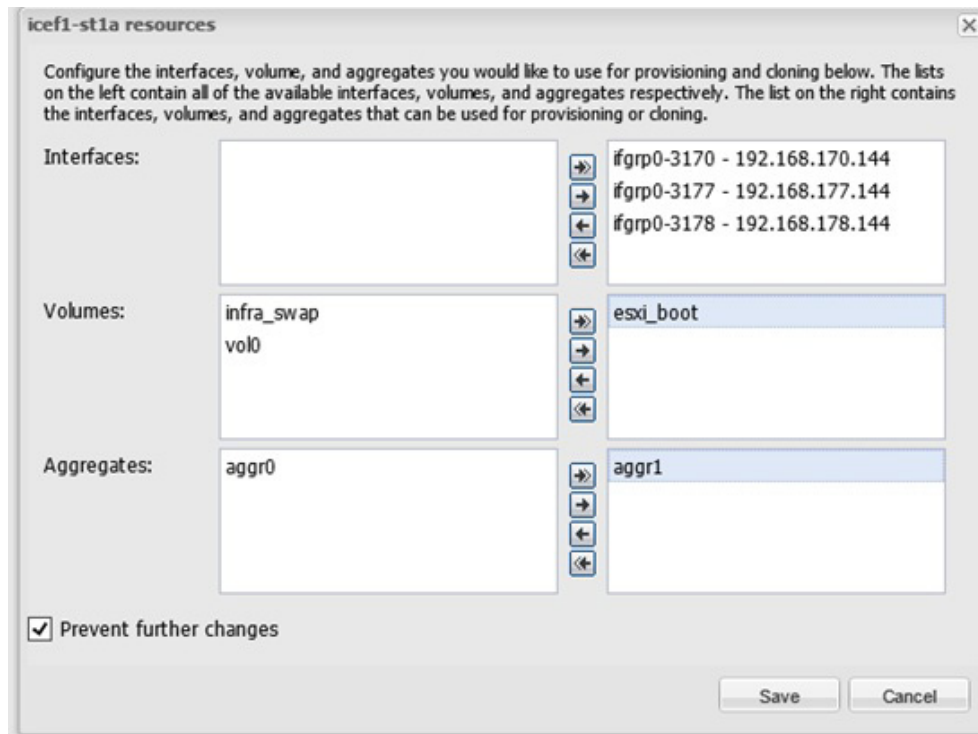 icef1-st1a resources
Configure the interfaces, volume, and aggregates you would like to use for provisioning and cloning below. The lists
on the left contain all of the available interfaces, volumes, and aggregates respectively. The list on the right contains
the interfaces, volumes, and aggregates that can be used for provisioning or cloning.
Interfaces:
ifgrp0-3170 - 192.168.170.144
ifgrp0-3177 - 192.168.177.144
ifgrp0-3178 - 192.168.178.144
Volumes:
infra_swap
vol0
esxi_boot
Aggregates:
aggr0
aggr1
Prevent further changes
Save
Cancel